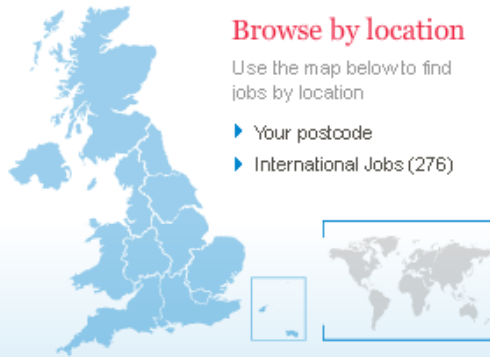 Browse by location
Use the map below to find
jobs by location
Your postcode
International Jobs (276)